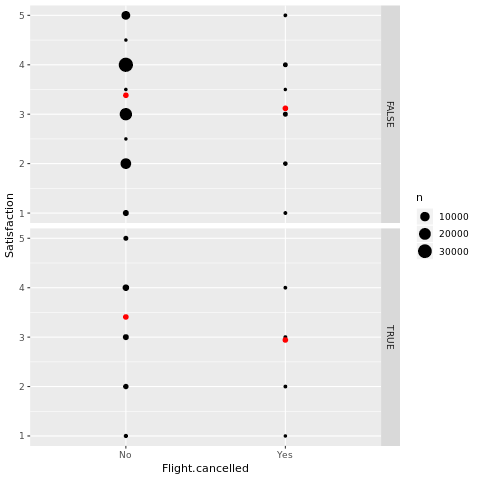 5
4
3
2
1
FALSE
5
4
3
2
1
TRUE
Satisfaction
No
Yes
Flight.cancelled
n
10000
20000
30000